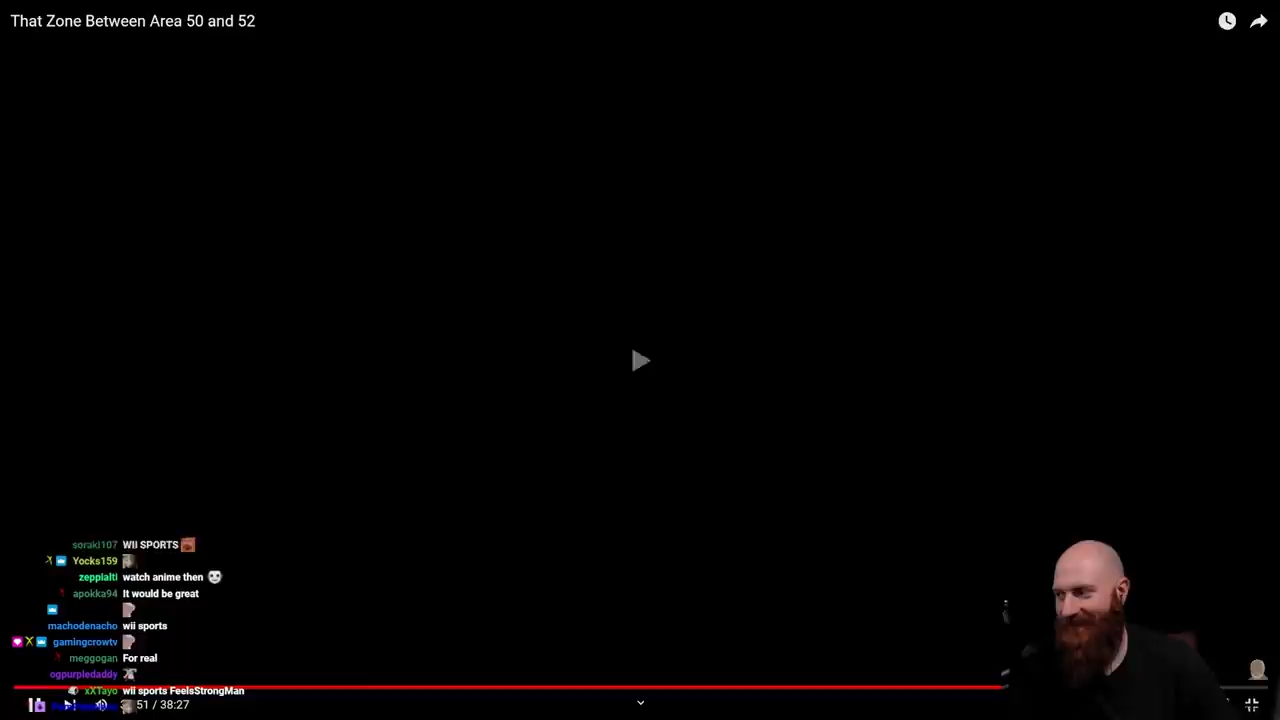 That Zone Between Area 50 and 52
soraki107 WII SPORTS
Yocks159
zeppialti watch anime then
apokka94 It would be great
machodenacho wii sports
gamingcrowtv
meggogan For real
ogpurpledaddy
xXTayo wii sports FeelsStrongMan
51 / 38:27